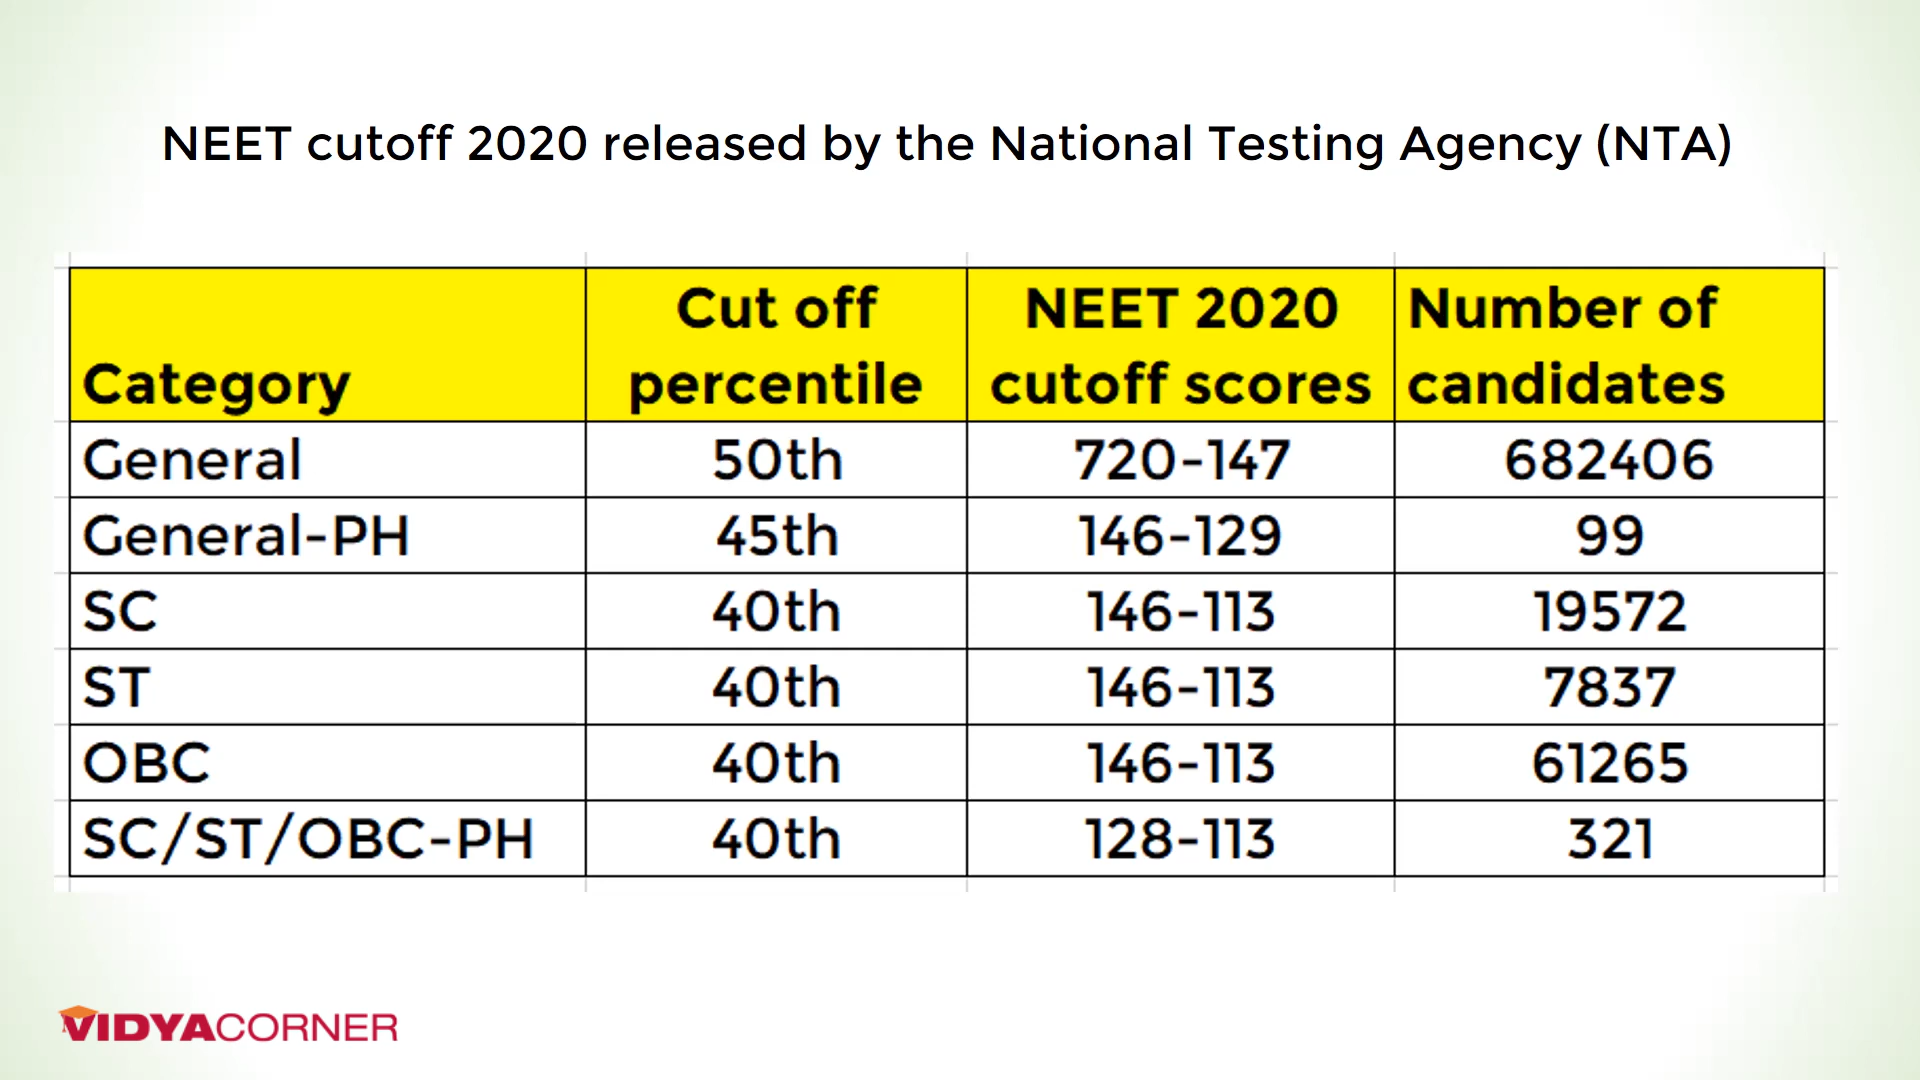 NEET cutoff 2020 released by the National Testing Agency (NTA)
Category Cut off percentile NEET 2020 cutoff scores Number of candidates
General 50th 720-147 682406
General-PH 45th 146-129 99
SC 40th 146-113 19572
ST 40th 146-113 7837
OBC 40th 146-113 61265
SC/ST/OBC-PH 40th 128-113 321
VIDYACORNER